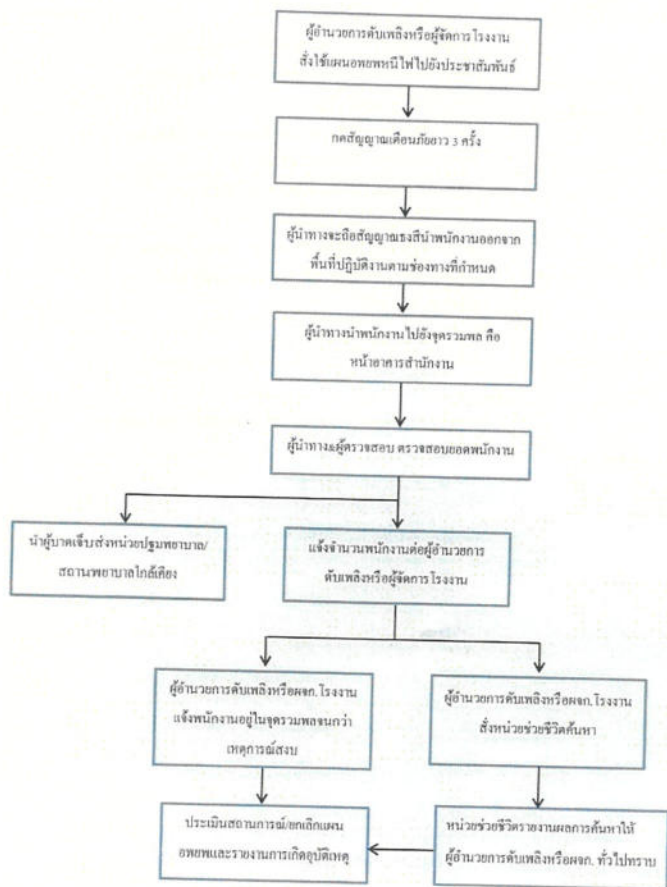 ผู้อำนวยการดับเพลิงหรือผู้จัดการโรงงาน
สั่งใช้แผนอพยพหนีไฟไปยังประชาสัมพันธ์
กดสัญญาณเตือนภัยยาว 3 ครั้ง
ผู้นำทางจะถือสัญญาณธงสีนำพนักงานออกจาก
พื้นที่ปฏิบัติงานตามช่องทางที่กำหนด
ผู้นำทางนำพนักงานไปยังจุดรวมพล คือ
หน้าอาคารสำนักงาน
ผู้นำทาง&ผู้ตรวจสอบ ตรวจสอบยอดพนักงาน
นำผู้บาดเจ็บส่งหน่วยปฐมพยาบาล/
สถานพยาบาลใกล้เคียง
แจ้งจำนวนพนักงานต่อผู้อำนวยการ
ดับเพลิงหรือผู้จัดการโรงงาน
ผู้อำนวยการดับเพลิงหรือผจก. โรงงาน
แจ้งพนักงานอยู่ในจุดรวมพลจนกว่า
เหตุการณ์สงบ
ผู้อำนวยการดับเพลิงหรือผจก. โรงงาน
สั่งหน่วยช่วยชีวิตค้นหา
ประเมินสถานการณ์/ยกเลิกแผน
อพยพและรายงานการเกิดอุบัติเหตุ
หน่วยช่วยชีวิตรายงานผลการค้นหาให้
ผู้อำนวยการดับเพลิงหรือผจก. ทั่วไปทราบ